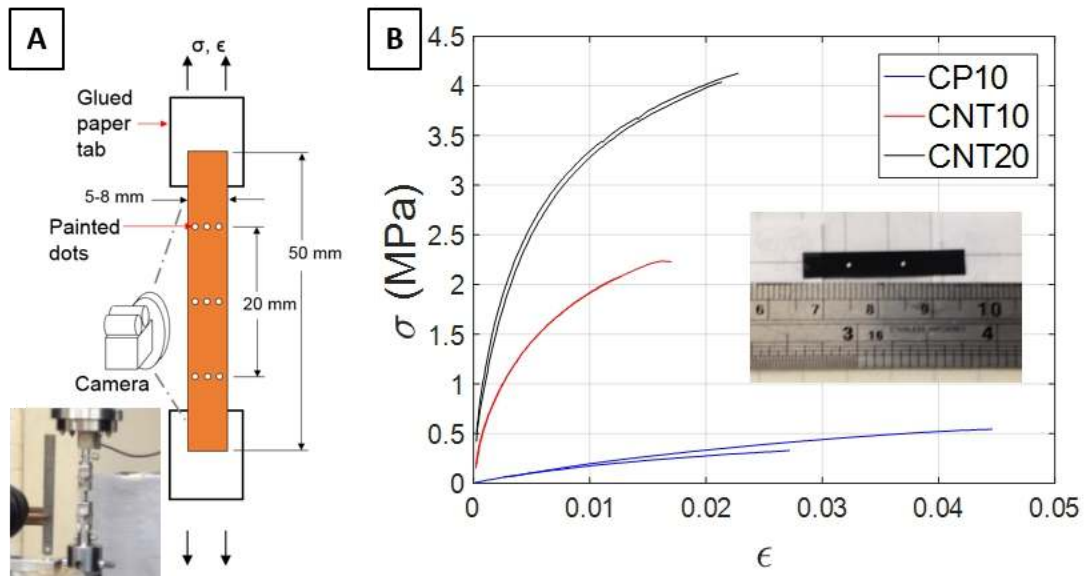 A
σ, ϵ
Glued
paper
tab
5-8 mm
Painted
dots
50 mm
20 mm
Camera
B
4.5
4
3.5
3
2.5
2
1.5
1
0.5
0
σ (MPa)
CP10
CNT10
CNT20
6 7 8 9 10
3 16 4
0 0.01 0.02 0.03 0.04 0.05
ϵ